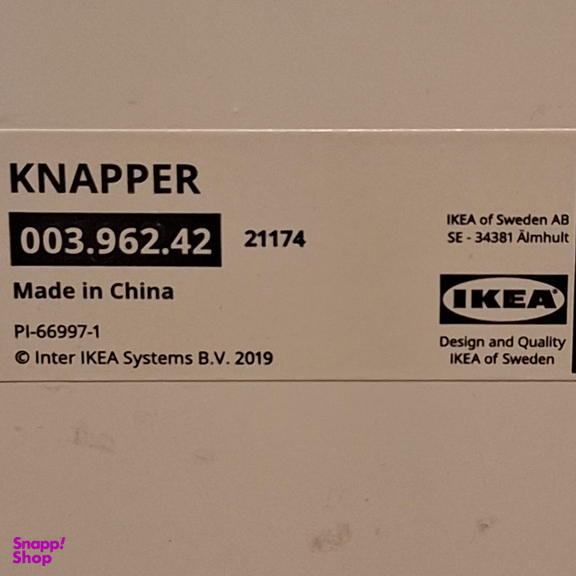 KNAPPER
003.962.42 21174
Made in China
PI-66997-1
© Inter IKEA Systems B.V. 2019
IKEA of Sweden AB
SE - 34381 Älmhult
IKEA
Design and Quality
IKEA of Sweden
Snapp!
Shop